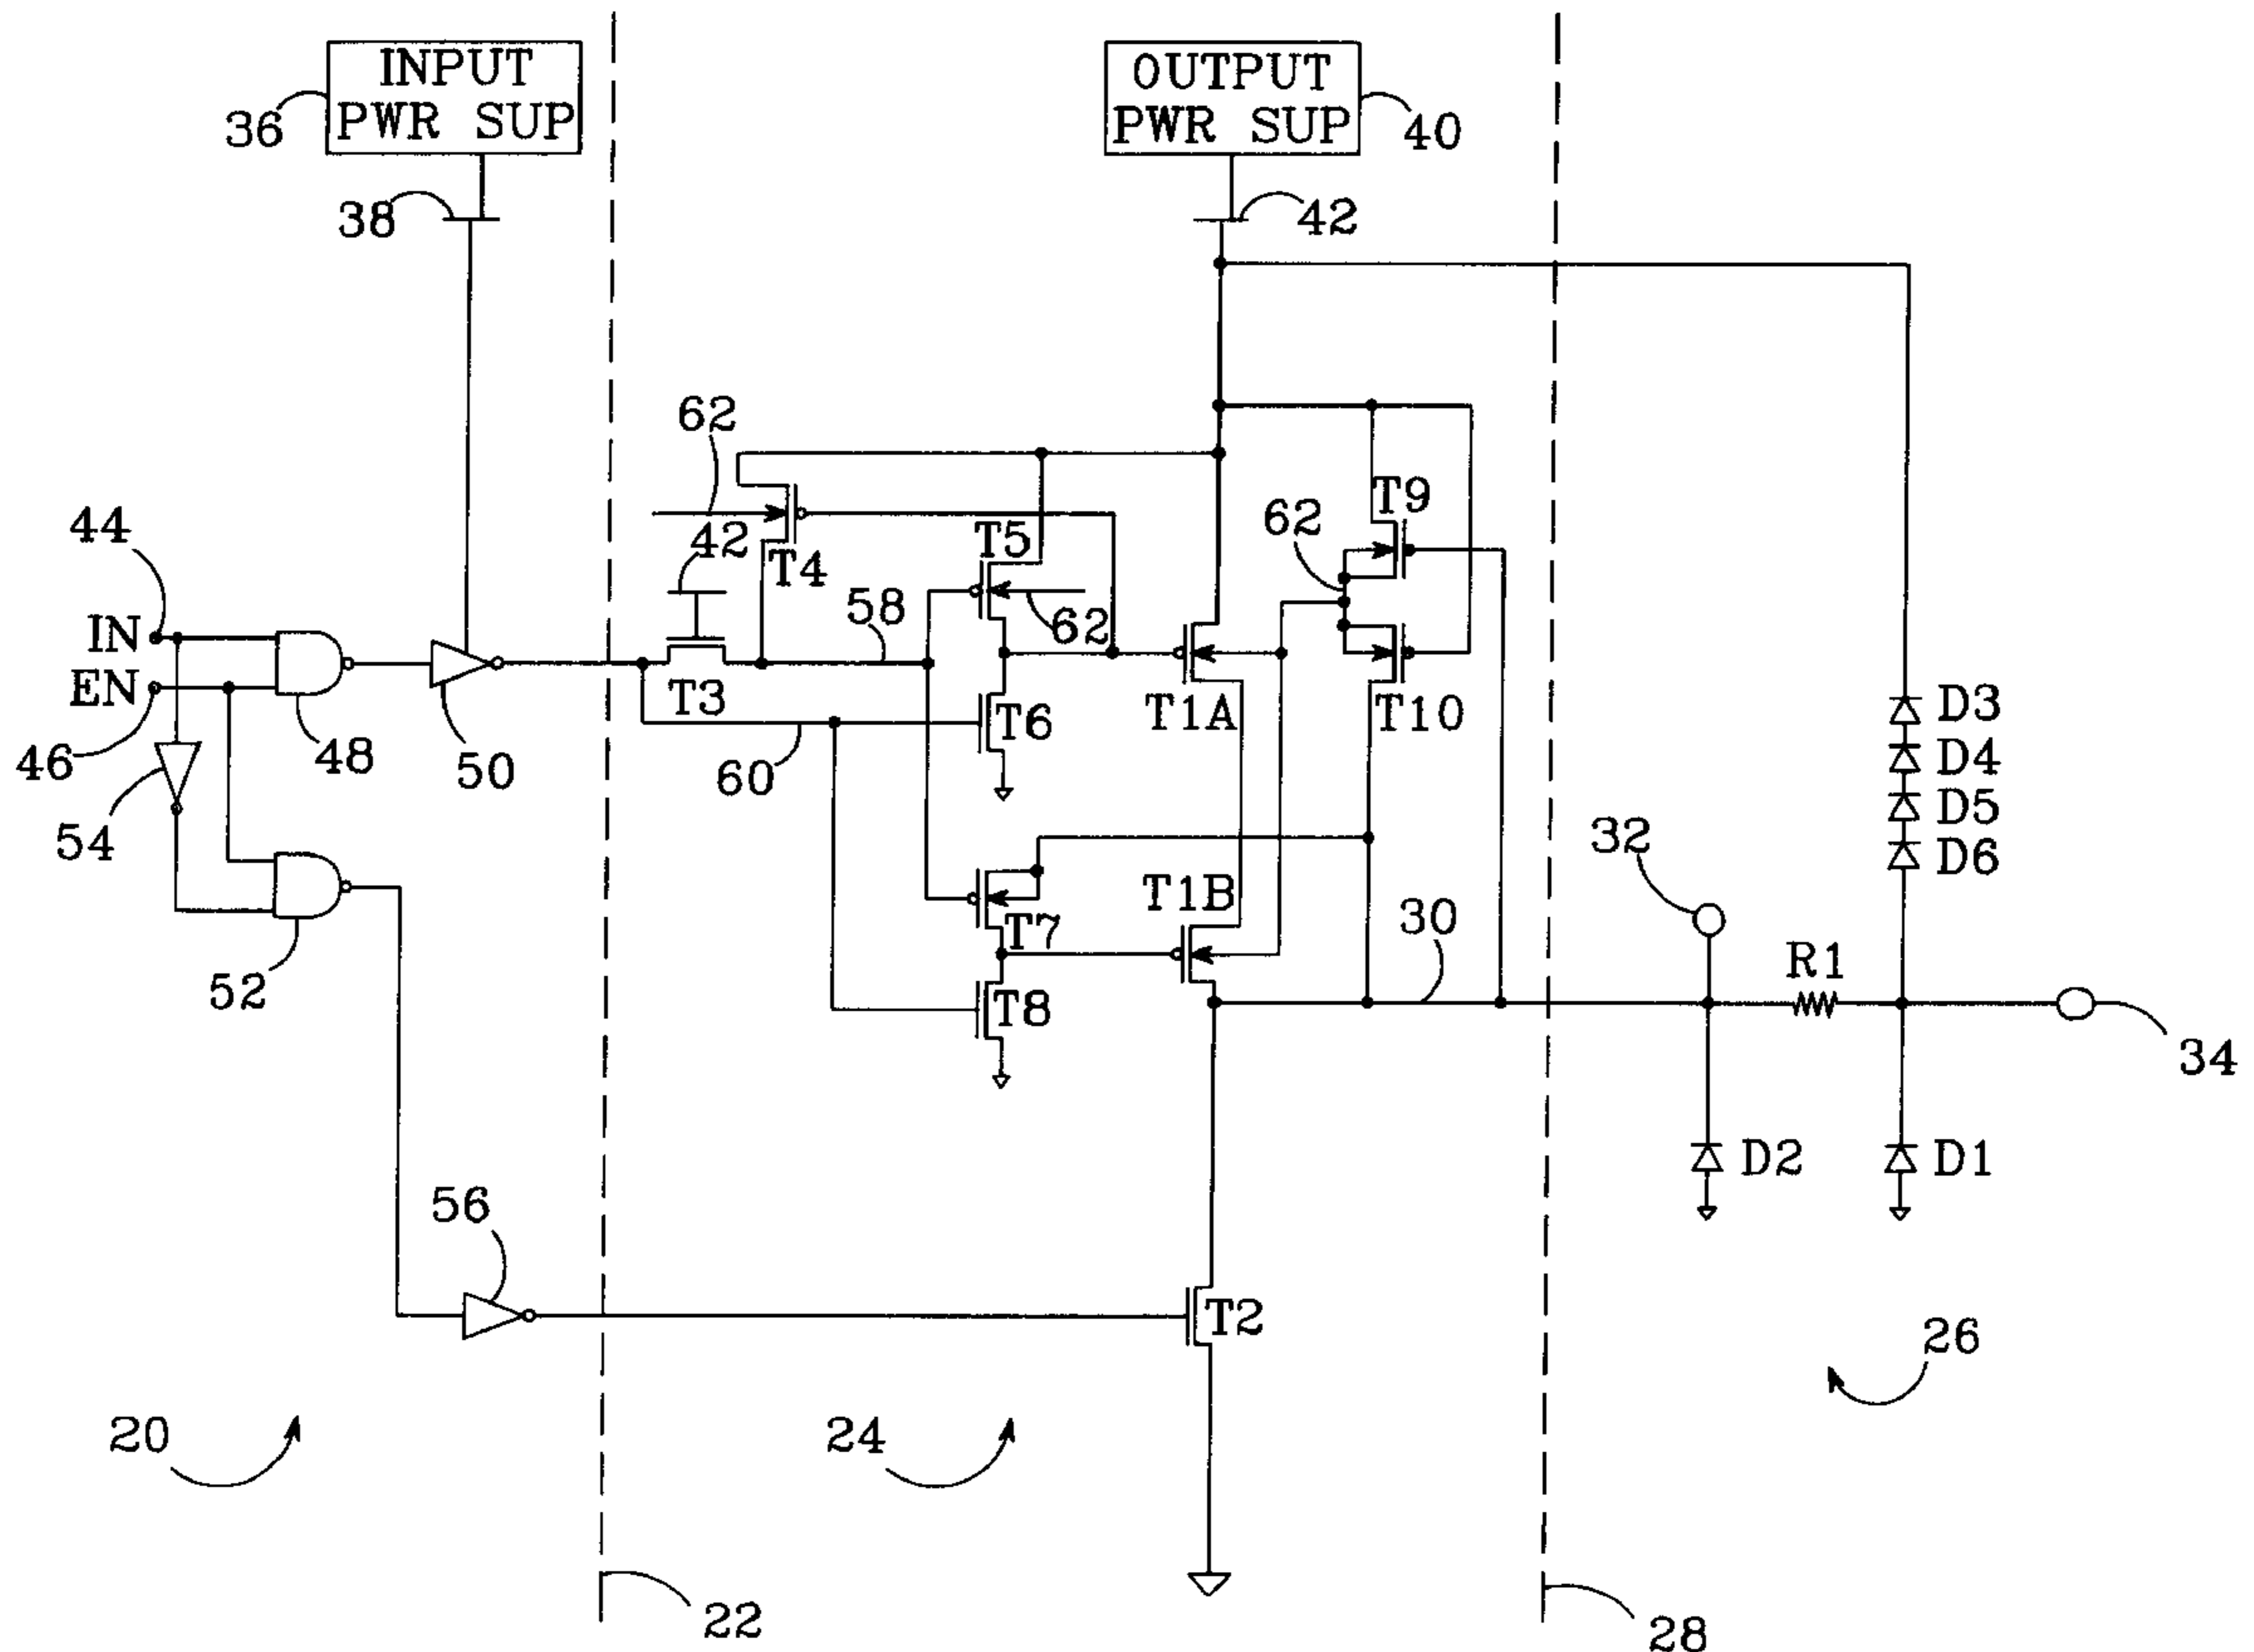 INPUT
PWR SUP
36
38
OUTPUT
PWR SUP
40
42
62
42
T4
T5
62
T9
62
44
IN
EN
46
54
48
50
T3
58
62
60
T6
T1A
T10
D3
D4
D5
D6
52
T7
T1B
T8
30
32
R1
34
D2
D1
56
T2
20
24
26
22
28